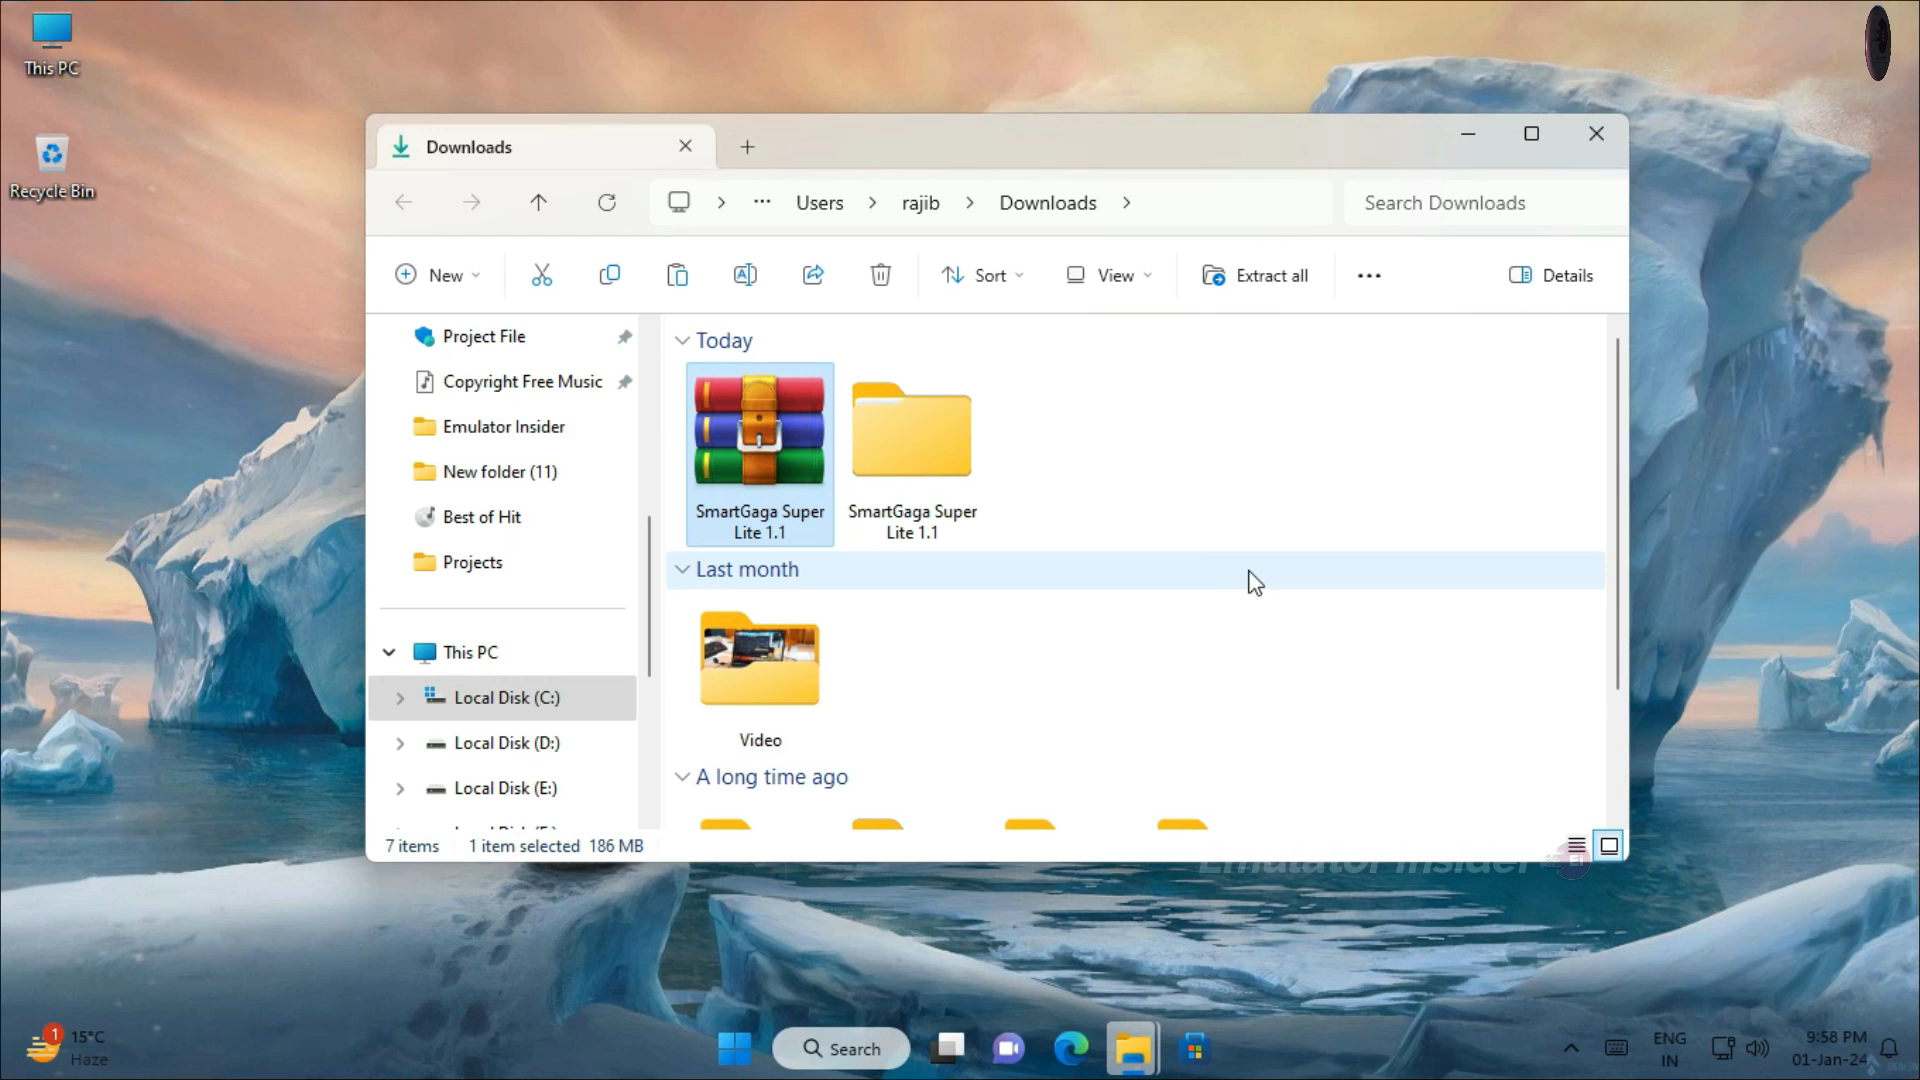 This PC
Recycle Bin
Downloads
Users
rajib
Downloads
Search Downloads
New
Sort
View
Extract all
Details
Project File
Copyright Free Music
Emulator Insider
New folder (11)
Best of Hit
Projects
This PC
Local Disk (C:)
Local Disk (D:)
Local Disk (E:)
Today
SmartGaga Super
Lite 1.1
SmartGaga Super
Lite 1.1
Last month
Video
A long time ago
7 items
1 item selected 186 MB
Emulator Insider
1
15°C
Haze
Search
ENG
IN
9:58 PM
01-Jan-24